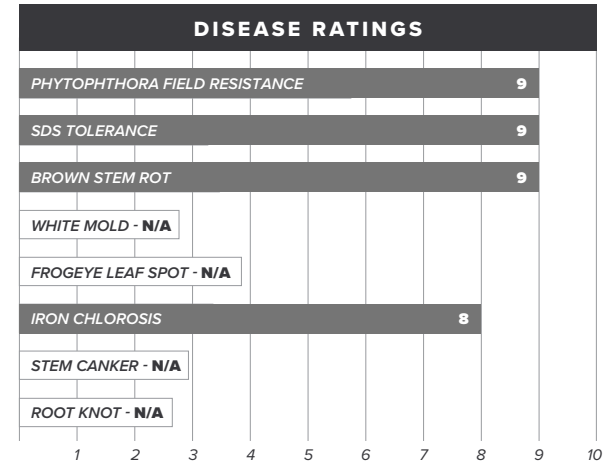 DISEASE RATINGS
PHYTOPHTHORA FIELD RESISTANCE 9
SDS TOLERANCE 9
BROWN STEM ROT 9
WHITE MOLD - N/A
FROGEYE LEAF SPOT - N/A
IRON CHLOROSIS 8
STEM CANKER - N/A
ROOT KNOT - N/A
1 2 3 4 5 6 7 8 9 10